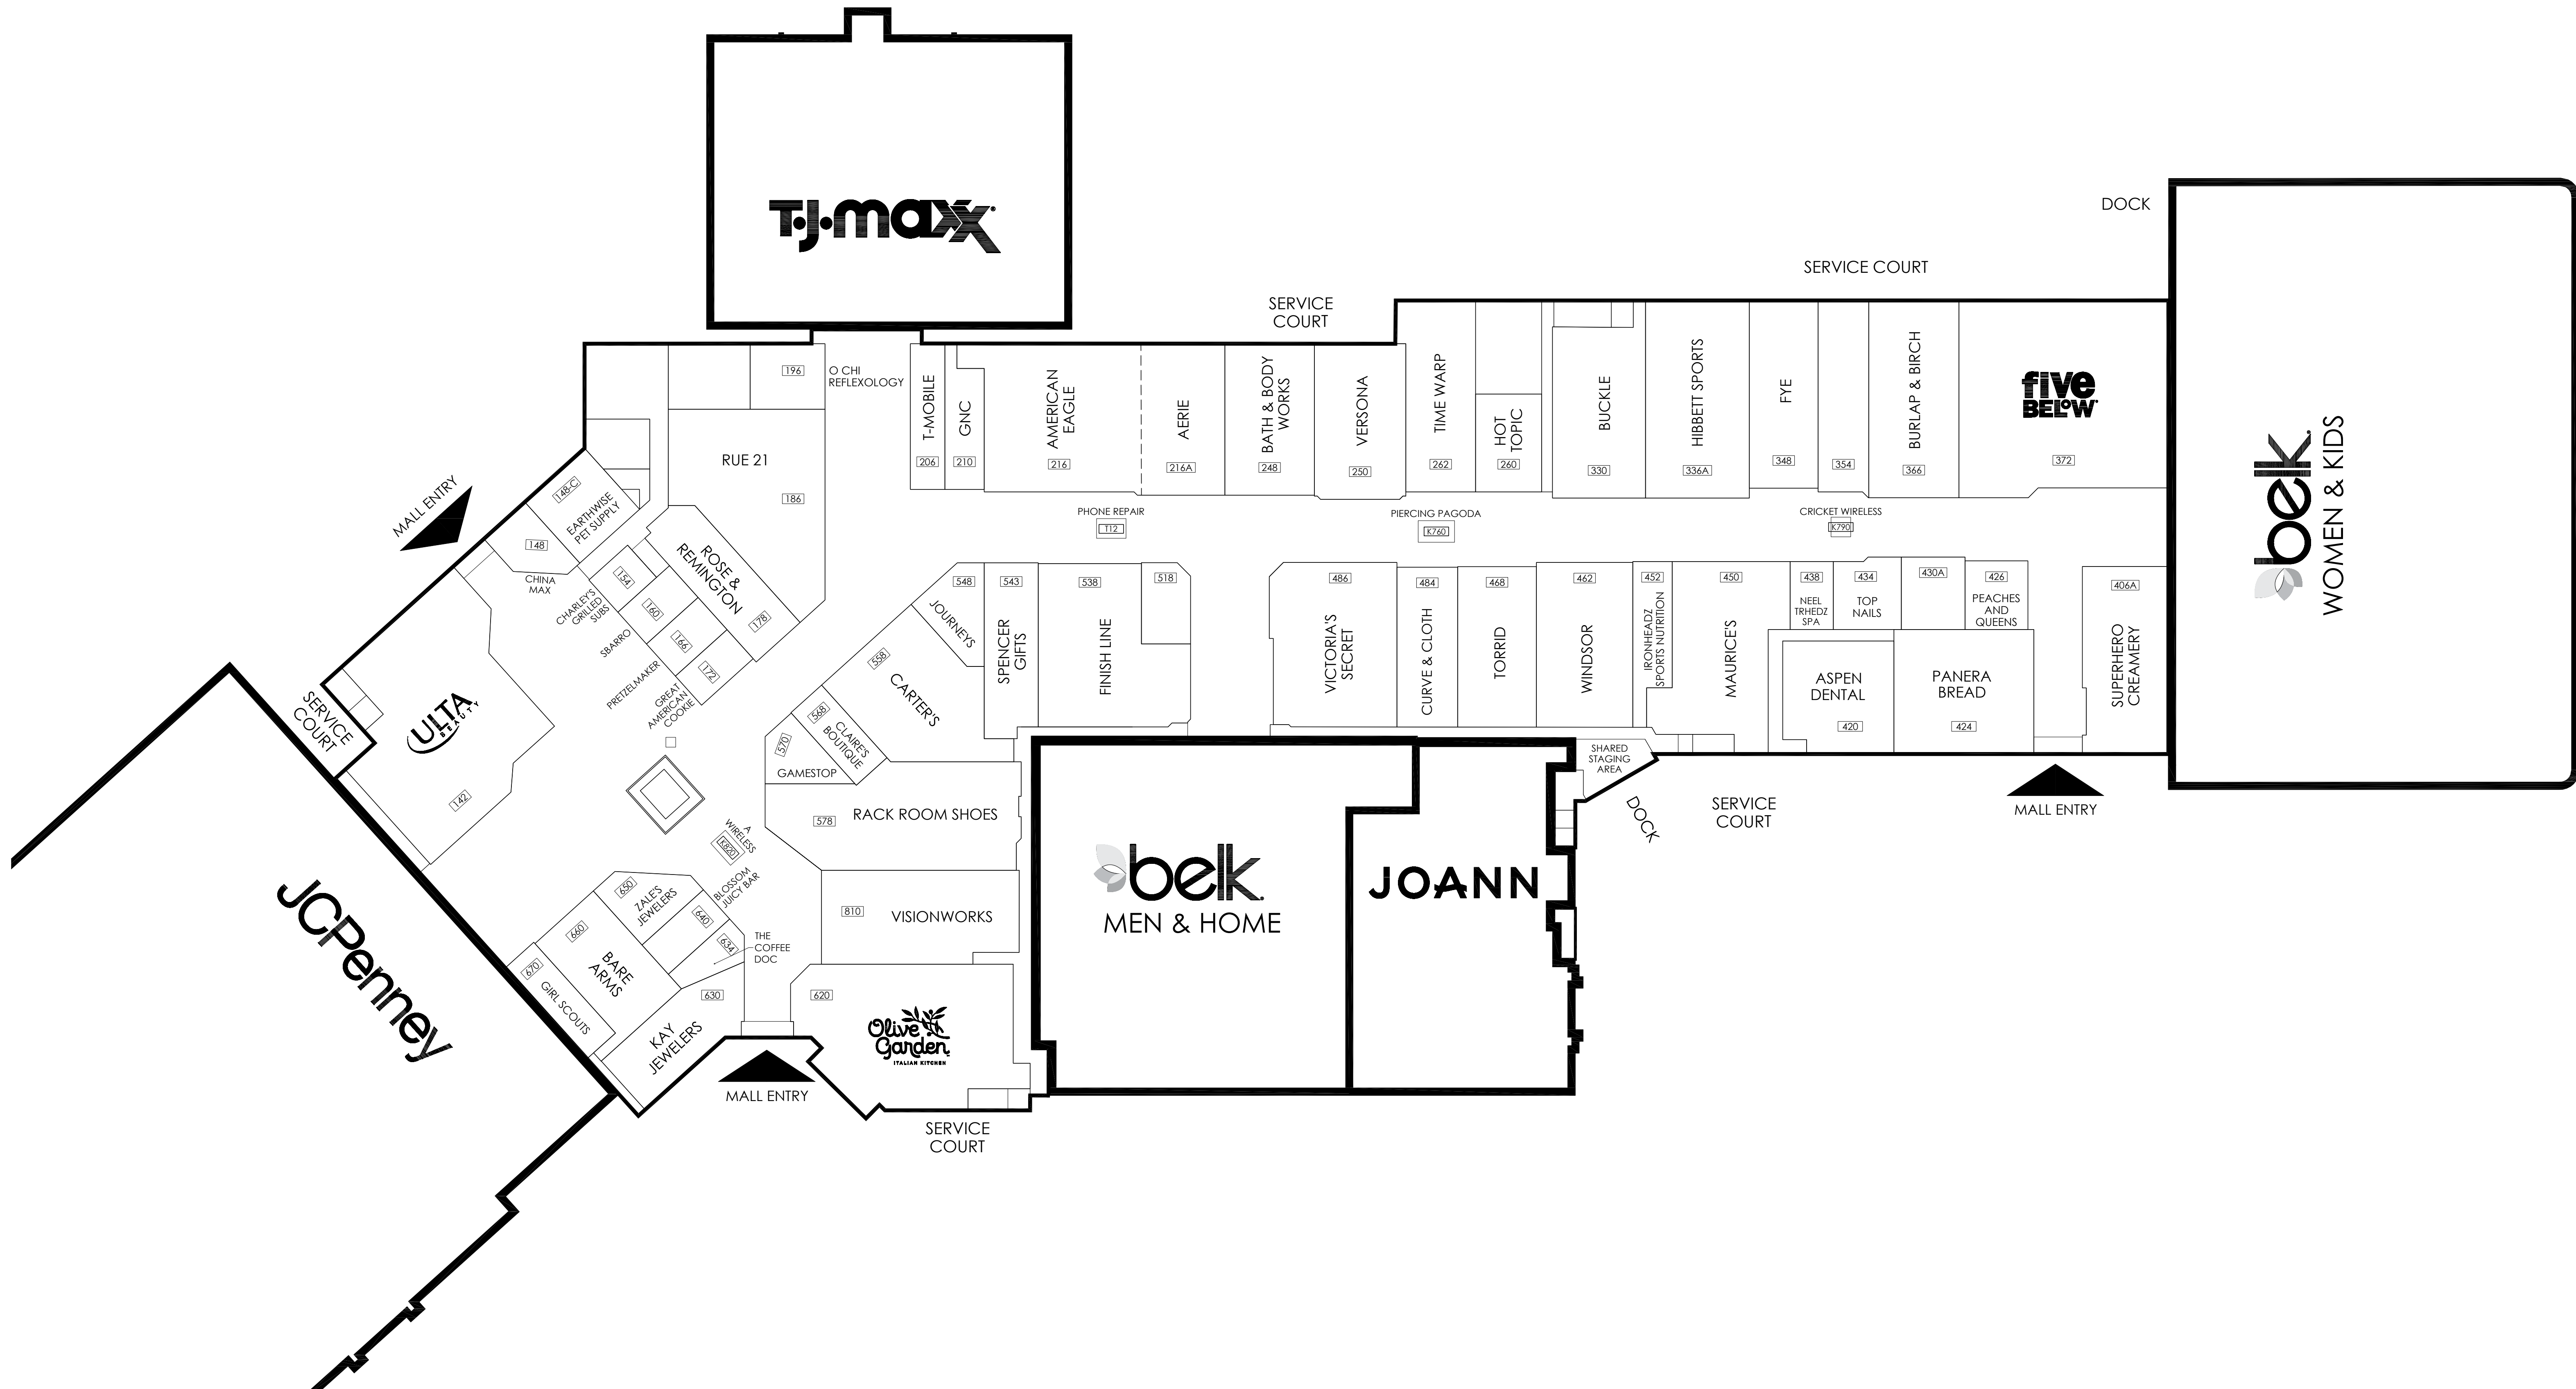 T.J.maxx
DOCK
SERVICE COURT
SERVICE
COURT
196
O CHI
REFLEXOLOGY
RUE 21
186
T-MOBILE
206
GNC
210
AMERICAN
EAGLE
216
AERIE
216A
BATH & BODY
WORKS
248
VERSONA
250
TIME WARP
262
HOT
TOPIC
260
BUCKLE
330
HIBBETT SPORTS
336A
FYE
348
354
BURLAP & BIRCH
366
five
BELOW
372
belk
WOMEN & KIDS
MALL ENTRY
148-C
EARTHWISE
PET SUPPLY
148
CHINA
MAX
154
CHARLEY'S
GRILLED
SUBS
160
SBARRO
166
PRETZELMAKER
172
GREAT
AMERICAN
COOKIE
ROSE &
REMINGTON
178
PHONE REPAIR
T12
PIERCING PAGODA
K760
CRICKET WIRELESS
K790
548
JOURNEYS
543
SPENCER
GIFTS
538
FINISH LINE
518
486
VICTORIA'S
SECRET
484
CURVE & CLOTH
468
TORRID
462
WINDSOR
452
IRONHEADZ
SPORTS NUTRITION
450
MAURICE'S
438
NEEL
TRHEDZ
SPA
434
TOP
NAILS
430A
426
PEACHES
AND
QUEENS
406A
SUPERHERO
CREAMERY
ASPEN
DENTAL
420
PANERA
BREAD
424
558
CARTER'S
568
CLAIRE'S
BOUTIQUE
570
GAMESTOP
578
RACK ROOM SHOES
SERVICE
COURT
ULTA
BEAUTY
142
JCPenney
A
WIRELESS
K820
BLOSSOM
JUICY BAR
650
ZALE'S
JEWELERS
640
634
THE
COFFEE
DOC
660
BARE
ARMS
670
GIRL SCOUTS
630
KAY
JEWELERS
810
VISIONWORKS
620
Olive
Garden
ITALIAN KITCHEN
MALL ENTRY
SERVICE
COURT
belk
MEN & HOME
JOANN
SHARED
STAGING
AREA
DOCK
SERVICE
COURT
MALL ENTRY